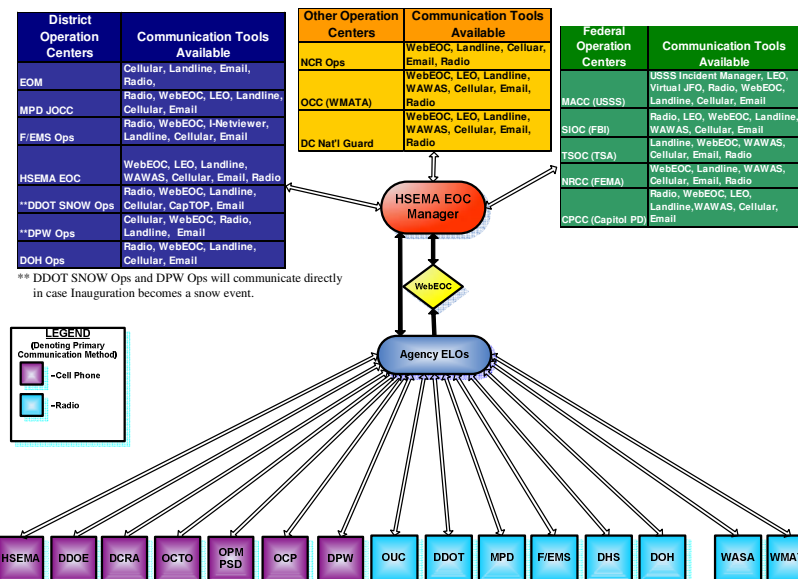 District
Operation
Centers
Communication Tools
Available
EOM
Cellular, Landline, Email,
Radio,
MPD JOCC
Radio, WebEOC, LEO, Landline,
Cellular, Email
F/EMS Ops
Radio, WebEOC, I-Netviewer,
Landline, Cellular, Email
HSEMA EOC
WebEOC, LEO, Landline,
WAWAS, Cellular, Email, Radio
**DDOT SNOW Ops
Radio, WebEOC, Landline,
Cellular, CapTOP, Email
**DPW Ops
Cellular, WebEOC, Radio,
Landline, Email
DOH Ops
Radio, WebEOC, Landline,
Cellular, Email
** DDOT SNOW Ops and DPW Ops will communicate directly
in case Inauguration becomes a snow event.
Other Operation
Centers
Communication Tools
Available
NCR Ops
WebEOC, Landline, Celluar,
Email, Radio
OCC (WMATA)
WebEOC, LEO, Landline,
WAWAS, Cellular, Email,
Radio
DC Nat'l Guard
WebEOC, LEO, Landline,
WAWAS, Cellular, Email,
Radio
Federal
Operation
Centers
Communication Tools
Available
MACC (USSS)
USSS Incident Manager, LEO,
Virtual JFO, Radio, WebEOC,
Landline, Cellular, Email
SIOC (FBI)
Radio, LEO, WebEOC, Landline,
WAWAS, Cellular, Email
TSOC (TSA)
Landline, WebEOC, WAWAS,
Cellular, Email, Radio
NRCC (FEMA)
WebEOC, Landline, WAWAS,
Cellular, Email, Radio
CPCC (Capitol PD)
Radio, WebEOC, LEO,
Landline,WAWAS, Cellular,
Email
HSEMA EOC
Manager
WebEOC
Agency ELOs
LEGEND
(Denoting Primary
Communication Method)
-Cell Phone
-Radio
HSEMA
DDOE
DCRA
OCTO
OPM
PSD
OCP
DPW
OUC
DDOT
MPD
F/EMS
DHS
DOH
WASA
WMAT